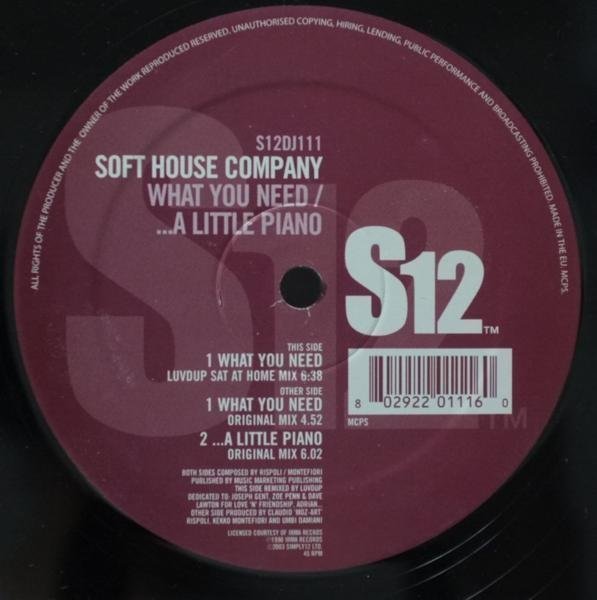 ALL RIGHTS OF THE PRODUCER AND THE OWNER OF THE WORK REPRODUCED RESERVED. UNAUTHORISED COPYING, HIRING, LENDING, PUBLIC PERFORMANCE AND BROADCASTING PROHIBITED. MADE IN THE EU. MCPS.
S12DJ111
SOFT HOUSE COMPANY
WHAT YOU NEED /
...A LITTLE PIANO
S12
S12™
THIS SIDE
1 WHAT YOU NEED
LUVDUP SAT AT HOME MIX 6:38
OTHER SIDE
1 WHAT YOU NEED
ORIGINAL MIX 4.52
2 ...A LITTLE PIANO
ORIGINAL MIX 6.02
8 02922 01116 0
MCPS
TM
BOTH SIDES COMPOSED BY RISPOLI / MONTEFIORI
PUBLISHED BY MUSIC MARKETING PUBLISHING
THIS SIDE REMIXED BY LUVDUP
DEDICATED TO: JOSEPH GENT, ZOE PENN & DAVE
LAWTON FOR LOVE 'N' FRIENDSHIP, ADRIAN...
OTHER SIDE PRODUCED BY CLAUDIO 'MOZ-ART'
RISPOLI, KEKKO MONTEFIORI AND UMBI DAMIANI
LICENSED COURTESY OF IRMA RECORDS
℗1990 IRMA RECORDS
©2003 SIMPLY12 LTD.
45 RPM